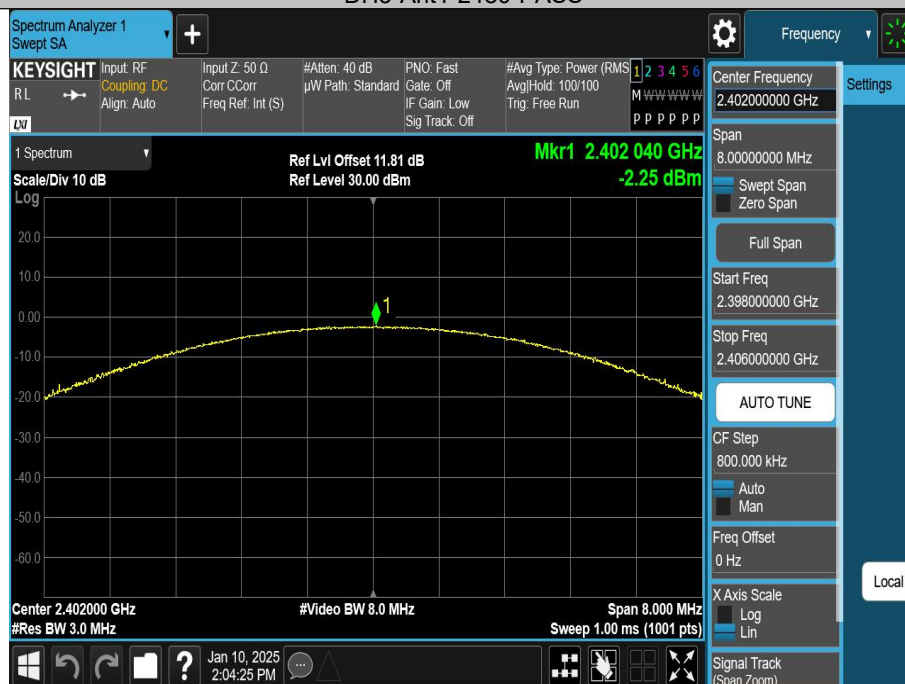 Spectrum Analyzer 1
Swept SA
Frequency
KEYSIGHT
RL
LXI
Input: RF
Coupling: DC
Align: Auto
Input Z: 50 Ω
Corr CCorr
Freq Ref: Int (S)
#Atten: 40 dB
µW Path: Standard
PNO: Fast
Gate: Off
IF Gain: Low
Sig Track: Off
#Avg Type: Power (RMS
Avg|Hold: 100/100
Trig: Free Run
1 2 3 4 5 6
M W W W W W
P P P P P P
Center Frequency
2.402000000 GHz
Settings
1 Spectrum
Ref Lvl Offset 11.81 dB
Mkr1 2.402 040 GHz
Scale/Div 10 dB
Ref Level 30.00 dBm
-2.25 dBm
Log
20.0
10.0
0.00
-10.0
-20.0
-30.0
-40.0
-50.0
-60.0
1
Center 2.402000 GHz
#Video BW 8.0 MHz
Span 8.000 MHz
#Res BW 3.0 MHz
Sweep 1.00 ms (1001 pts)
Span
8.00000000 MHz
Swept Span
Zero Span
Full Span
Start Freq
2.398000000 GHz
Stop Freq
2.406000000 GHz
AUTO TUNE
CF Step
800.000 kHz
Auto
Man
Freq Offset
0 Hz
X Axis Scale
Log
Lin
Signal Track
(Span Zoom)
Local
?
Jan 10, 2025
2:04:25 PM